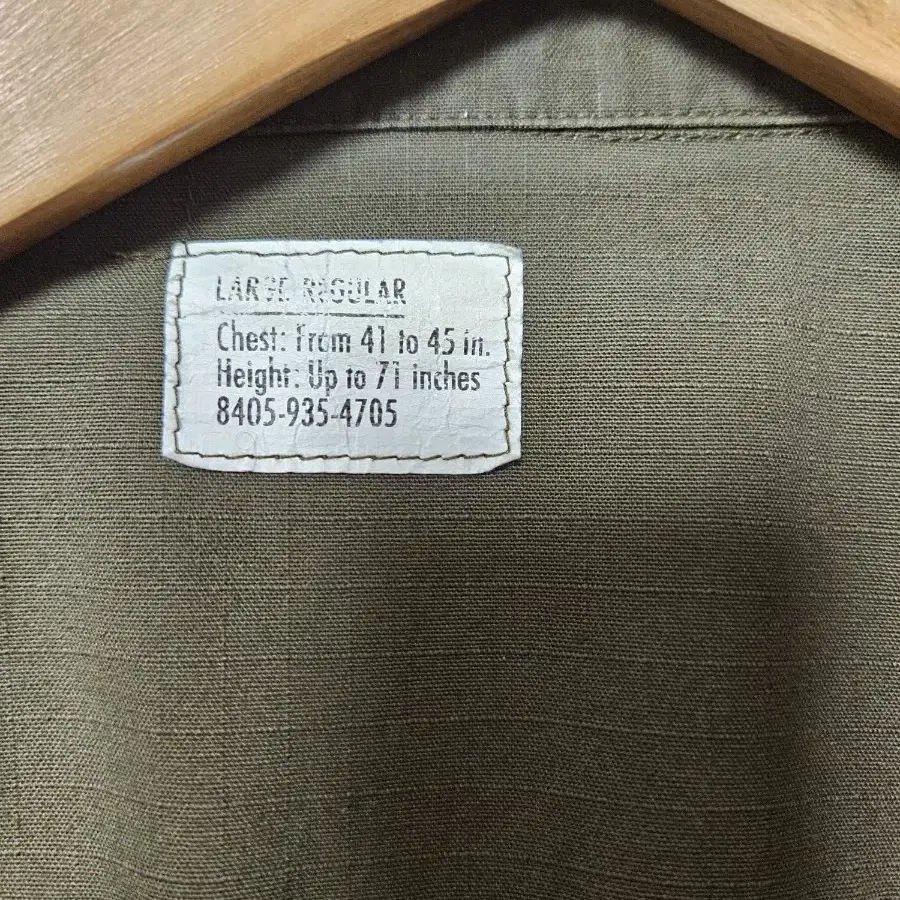 LARGE REGULAR
Chest: From 41 to 45 in.
Height: Up to 71 inches
8405-935-4705